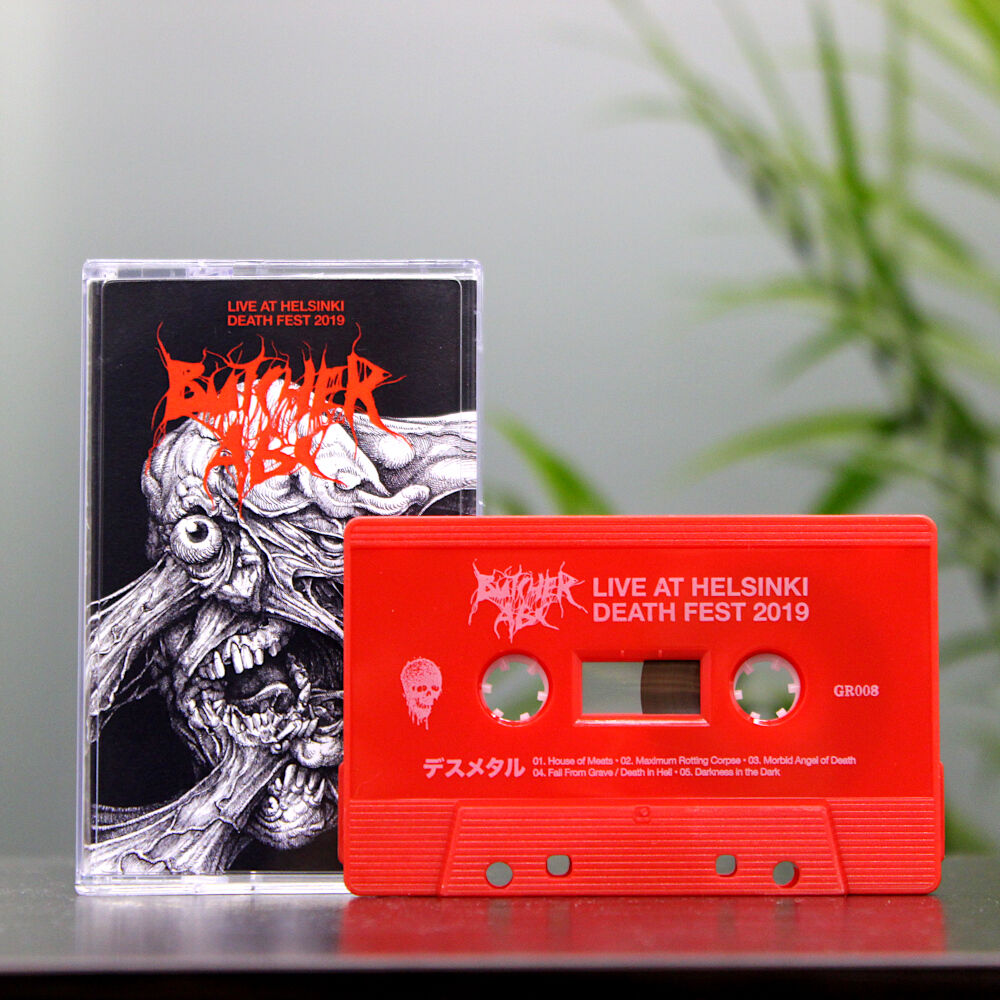 LIVE AT HELSINKI
DEATH FEST 2019
BUTCHER
ABC
BUTCHER
ABC
LIVE AT HELSINKI
DEATH FEST 2019
GR008
デスメタル
01. House of Meats • 02. Maximum Rotting Corpse • 03. Morbid Angel of Death
04. Fall From Grave / Death in Hell • 05. Darkness in the Dark